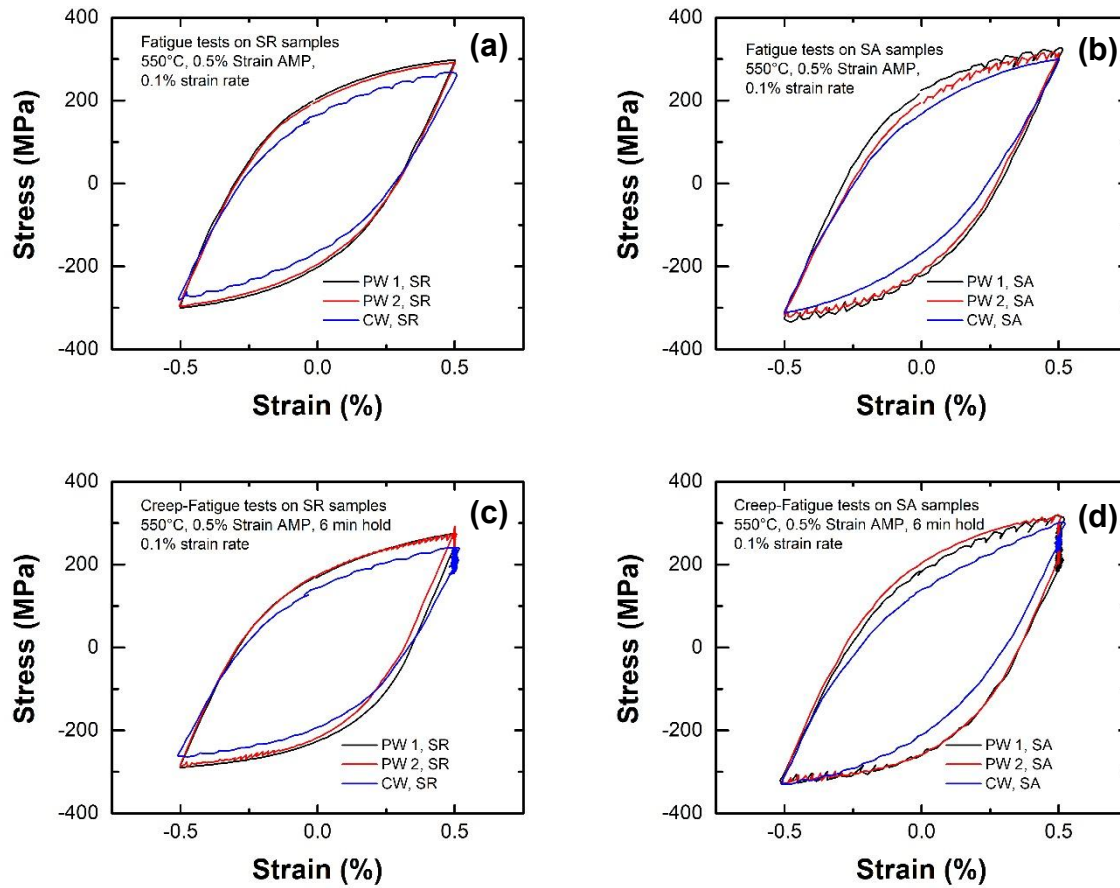 (a)
Fatigue tests on SR samples
550°C, 0.5% Strain AMP,
0.1% strain rate
400
200
0
-200
-400
Stress (MPa)
PW 1, SR
PW 2, SR
CW, SR
-0.5 0.0 0.5
Strain (%)
(b)
Fatigue tests on SA samples
550°C, 0.5% Strain AMP,
0.1% strain rate
400
200
0
-200
-400
Stress (MPa)
PW 1, SA
PW 2, SA
CW, SA
-0.5 0.0 0.5
Strain (%)
(c)
Creep-Fatigue tests on SR samples
550°C, 0.5% Strain AMP, 6 min hold
0.1% strain rate
400
200
0
-200
-400
Stress (MPa)
PW 1, SR
PW 2, SR
CW, SR
-0.5 0.0 0.5
Strain (%)
(d)
Creep-Fatigue tests on SA samples
550°C, 0.5% Strain AMP, 6 min hold
0.1% strain rate
400
200
0
-200
-400
Stress (MPa)
PW 1, SA
PW 2, SA
CW, SA
-0.5 0.0 0.5
Strain (%)